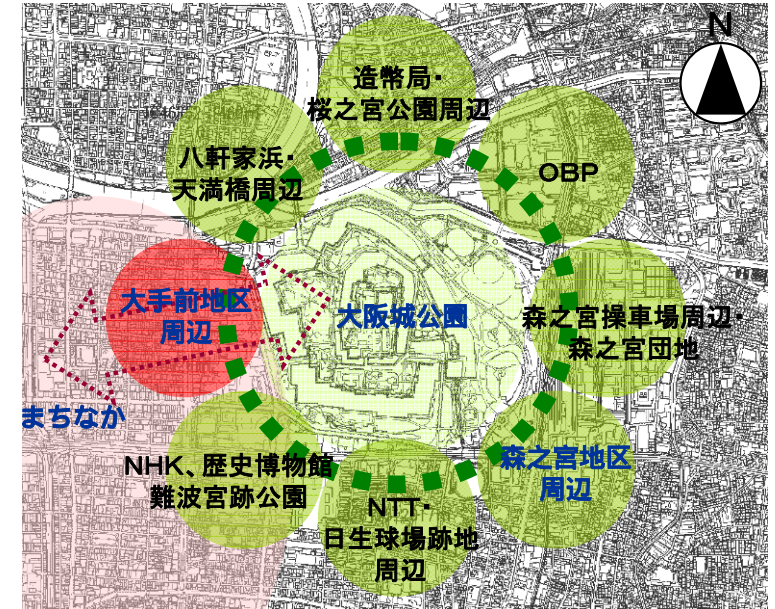 N
造幣局・
桜之宮公園周辺
八軒家浜・
天満橋周辺
OBP
大手前地区
周辺
大阪城公園
森之宮操車場周辺・
森之宮団地
まちなか
NHK、歴史博物館
難波宮跡公園
森之宮地区
周辺
NTT・
日生球場跡地
周辺